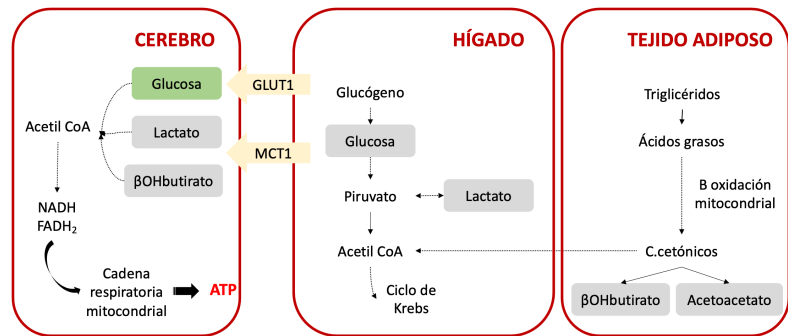 CEREBRO
Glucosa
Acetil CoA
Lactato
βOHbutirato
NADH
FADH₂
Cadena
respiratoria
mitocondrial
ATP
GLUT1
MCT1
HÍGADO
Glucógeno
Glucosa
Piruvato
Lactato
Acetil CoA
Ciclo de
Krebs
TEJIDO ADIPOSO
Triglicéridos
Ácidos grasos
B oxidación
mitocondrial
C.cetónicos
βOHbutirato
Acetoacetato